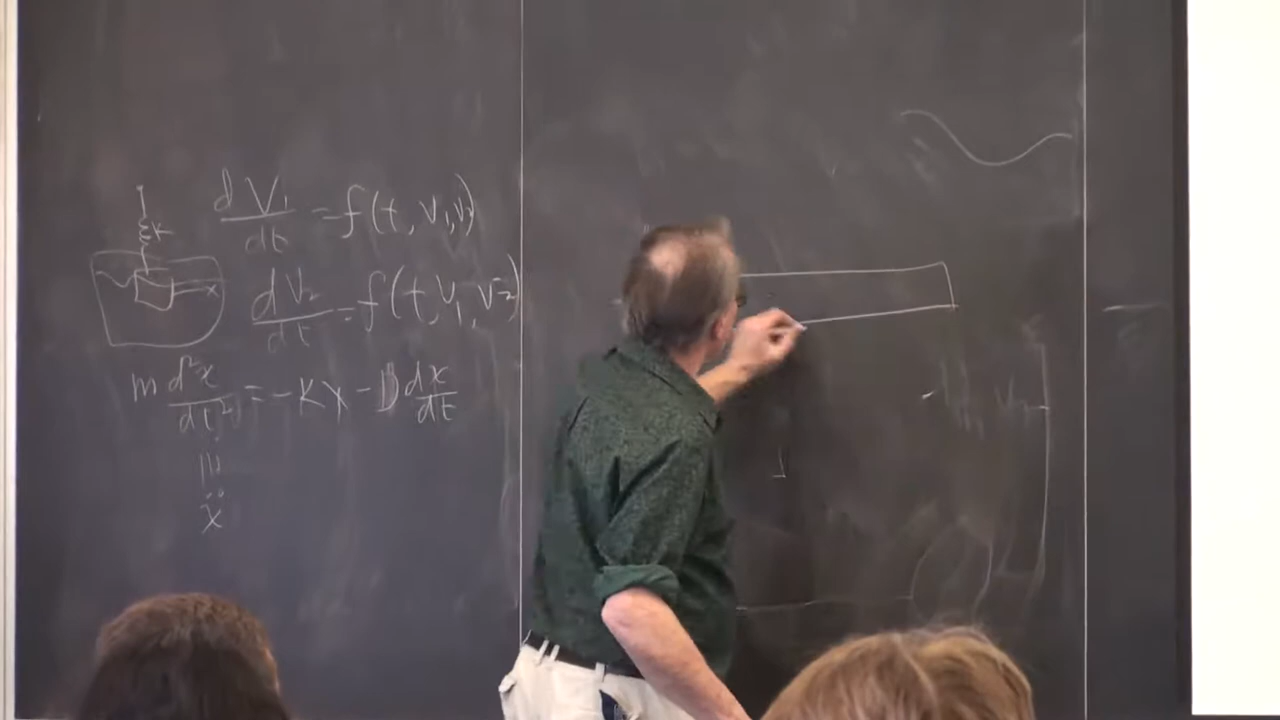 dV₁/dt = f(t, v₁, v₂)
K
dV₂/dt = f(t, v₁, v₂)
x
m d²x/dt² = -Kx - D dx/dt
ẍ